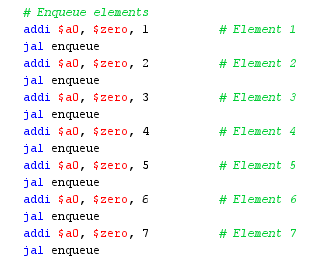 # Enqueue elements
addi $a0, $zero, 1 # Element 1
jal enqueue
addi $a0, $zero, 2 # Element 2
jal enqueue
addi $a0, $zero, 3 # Element 3
jal enqueue
addi $a0, $zero, 4 # Element 4
jal enqueue
addi $a0, $zero, 5 # Element 5
jal enqueue
addi $a0, $zero, 6 # Element 6
jal enqueue
addi $a0, $zero, 7 # Element 7
jal enqueue